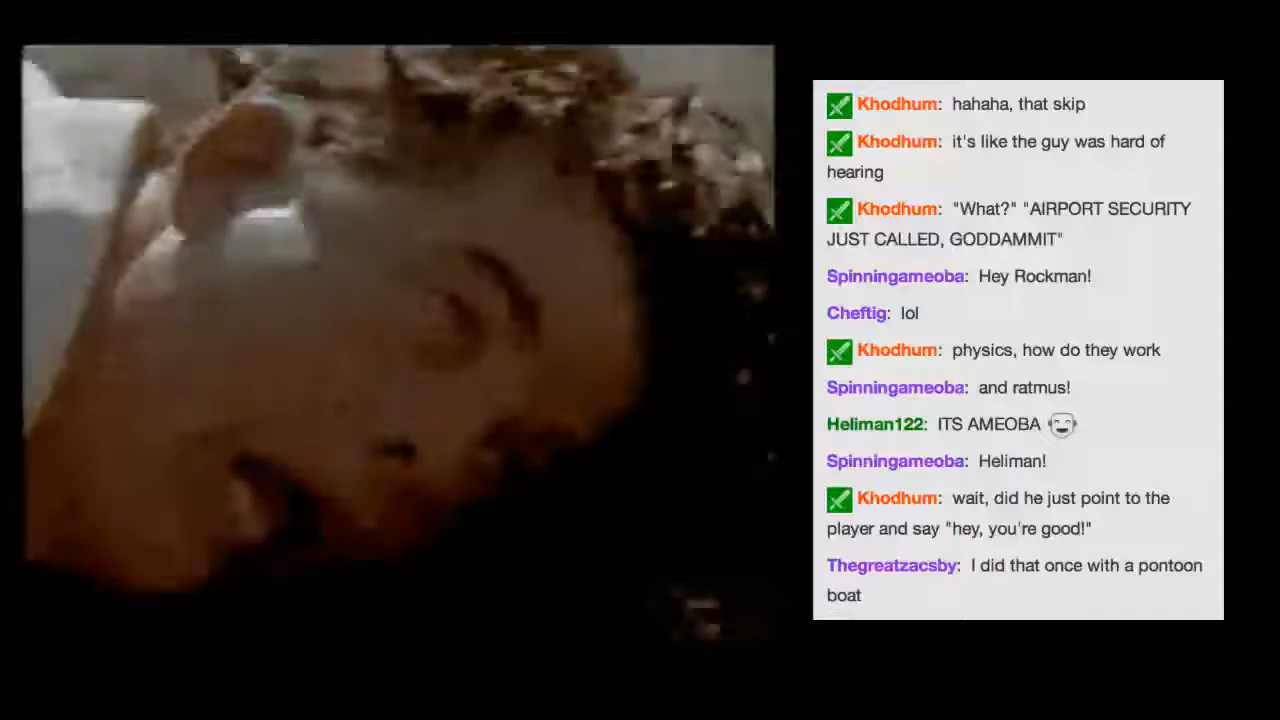 Khodhum: hahaha, that skip
Khodhum: it's like the guy was hard of
hearing
Khodhum: "What?" "AIRPORT SECURITY
JUST CALLED, GODDAMMIT"
Spinningameoba: Hey Rockman!
Cheftig: lol
Khodhum: physics, how do they work
Spinningameoba: and ratmus!
Heliman122: ITS AMEOBA
Spinningameoba: Heliman!
Khodhum: wait, did he just point to the
player and say "hey, you're good!"
Thegreatzacsby: I did that once with a pontoon
boat